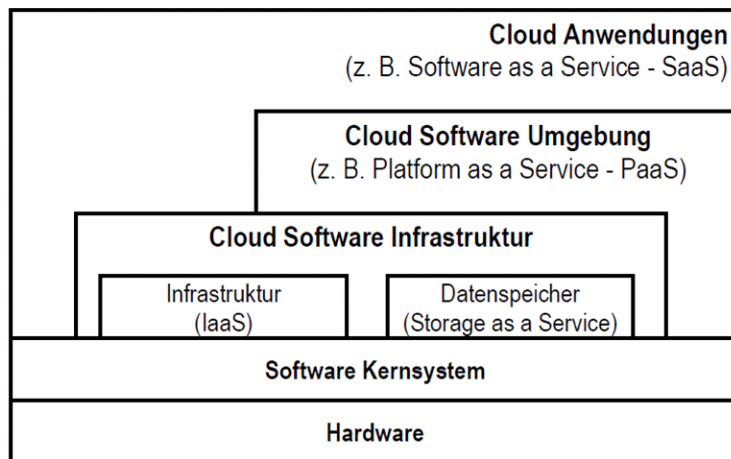 Cloud Anwendungen
(z. B. Software as a Service - SaaS)
Cloud Software Umgebung
(z. B. Platform as a Service - PaaS)
Cloud Software Infrastruktur
Infrastruktur
(IaaS)
Datenspeicher
(Storage as a Service)
Software Kernsystem
Hardware